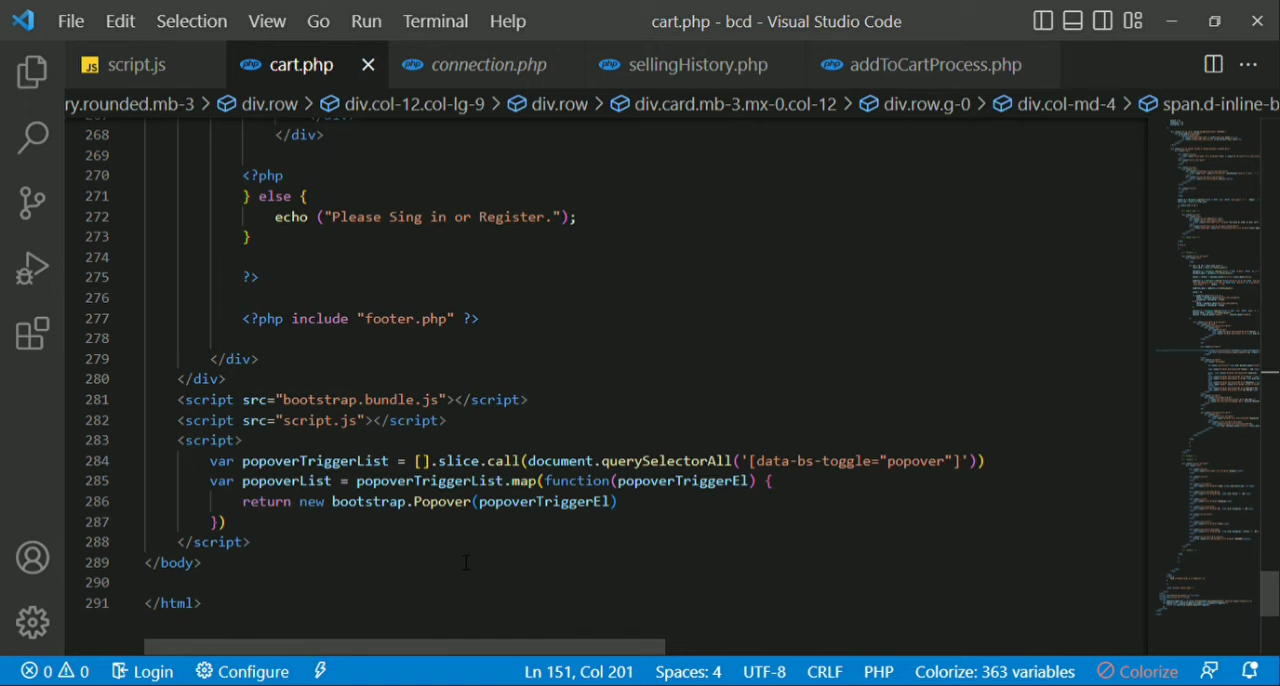 File Edit Selection View Go Run Terminal Help cart.php - bcd - Visual Studio Code
JS script.js php cart.php php connection.php php sellingHistory.php php addToCartProcess.php
ry.rounded.mb-3 > div.row > div.col-12.col-lg-9 > div.row > div.card.mb-3.mx-0.col-12 > div.row.g-0 > div.col-md-4 > span.d-inline-b
268 </div>
269
270 <?php
271 } else {
272 echo ("Please Sing in or Register.");
273 }
274
275 ?>
276
277 <?php include "footer.php" ?>
278
279 </div>
280 </div>
281 <script src="bootstrap.bundle.js"></script>
282 <script src="script.js"></script>
283 <script>
284 var popoverTriggerList = [].slice.call(document.querySelectorAll('[data-bs-toggle="popover"]'))
285 var popoverList = popoverTriggerList.map(function(popoverTriggerEl) {
286 return new bootstrap.Popover(popoverTriggerEl)
287 })
288 </script>
289 </body>
290
291 </html>
0 0 Login Configure Ln 151, Col 201 Spaces: 4 UTF-8 CRLF PHP Colorize: 363 variables Colorize